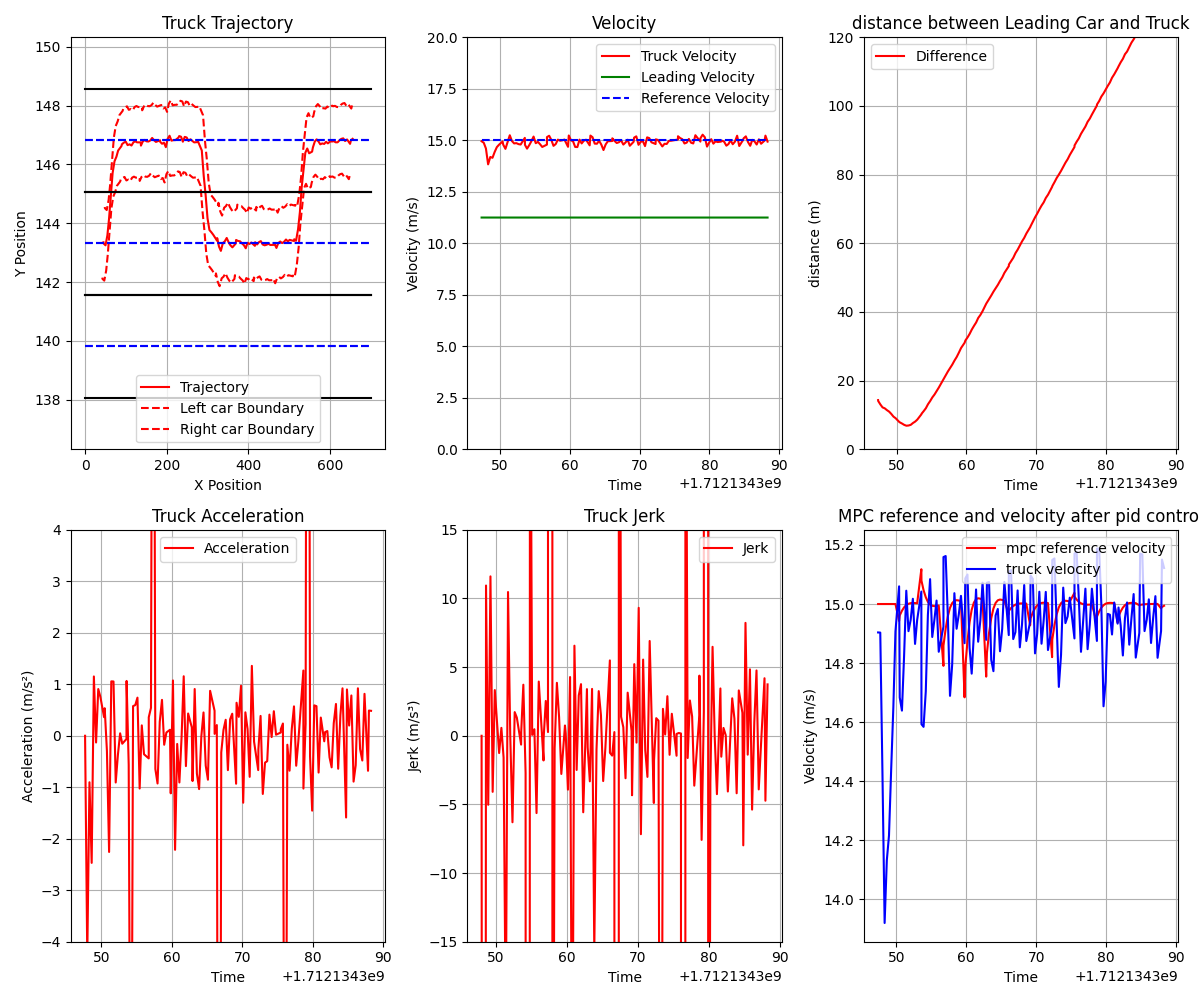 Truck Trajectory
150
148
146
144
142
140
138
Y Position
0
200
400
600
X Position
Trajectory
Left car Boundary
Right car Boundary
Velocity
20.0
17.5
15.0
12.5
10.0
7.5
5.0
2.5
0.0
Velocity (m/s)
50
60
70
80
90
Time
+1.7121343e9
Truck Velocity
Leading Velocity
Reference Velocity
distance between Leading Car and Truck
120
100
80
60
40
20
0
distance (m)
50
60
70
80
90
Time
+1.7121343e9
Difference
Truck Acceleration
4
3
2
1
0
−1
−2
−3
−4
Acceleration (m/s²)
50
60
70
80
90
Time
+1.7121343e9
Acceleration
Truck Jerk
15
10
5
0
−5
−10
−15
Jerk (m/s³)
50
60
70
80
90
Time
+1.7121343e9
Jerk
MPC reference and velocity after pid contro
15.2
15.0
14.8
14.6
14.4
14.2
14.0
Velocity (m/s)
50
60
70
80
90
Time
+1.7121343e9
mpc reference velocity
truck velocity